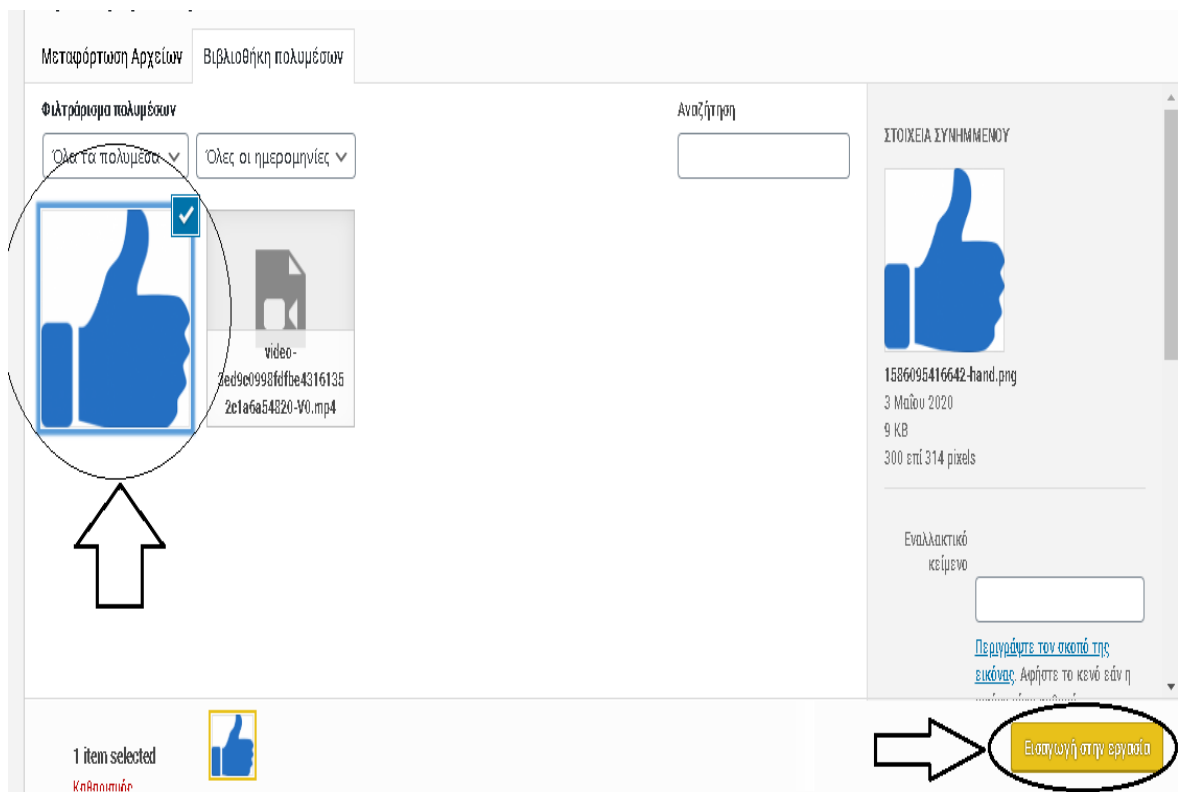 Μεταφόρτωση Αρχείων
Βιβλιοθήκη πολυμέσων
Φιλτράρισμα πολυμέσων
Αναζήτηση
Όλα τα πολυμέσα
Όλες οι ημερομηνίες
video-
3ed9c0998fdfbe4316135
2c1a6a54820-V0.mp4
ΣΤΟΙΧΕΙΑ ΣΥΝΗΜΜΕΝΟΥ
1586095416642-hand.png
3 Μαΐου 2020
9 KB
300 επί 314 pixels
Εναλλακτικό
κείμενο
Περιγράψτε τον σκοπό της
εικόνας. Αφήστε το κενό εάν η
1 item selected
Καθαρισμός
Εισαγωγή στην εργασία